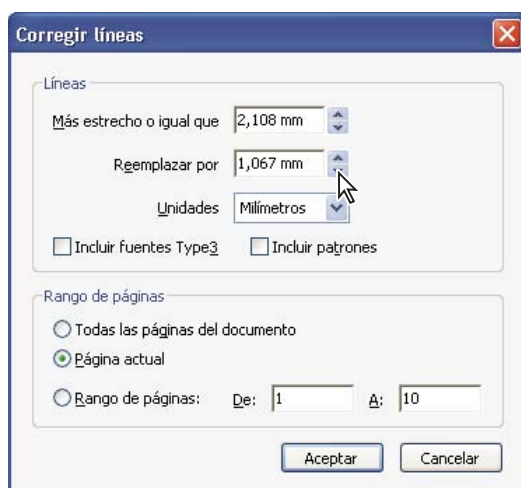 Corregir líneas
Líneas
Más estrecho o igual que 2,108 mm
Reemplazar por 1,067 mm
Unidades Milímetros
Incluir fuentes Type3 Incluir patrones
Rango de páginas
Todas las páginas del documento
Página actual
Rango de páginas: De: 1 A: 10
Aceptar Cancelar